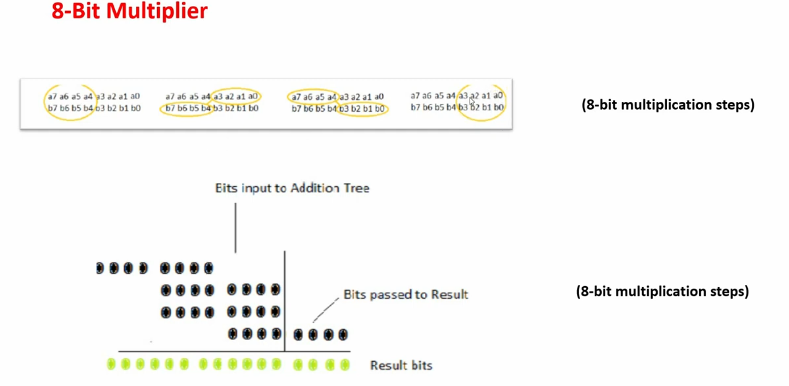 8-Bit Multiplier
a7 a6 a5 a4 a3 a2 a1 a0 a7 a6 a5 a4 a3 a2 a1 a0 a7 a6 a5 a4 a3 a2 a1 a0 a7 a6 a5 a4 a3 a2 a1 a0
b7 b6 b5 b4 b3 b2 b1 b0 b7 b6 b5 b4 b3 b2 b1 b0 b7 b6 b5 b4 b3 b2 b1 b0 b7 b6 b5 b4 b3 b2 b1 b0
(8-bit multiplication steps)
Bits input to Addition Tree
Bits passed to Result
(8-bit multiplication steps)
Result bits